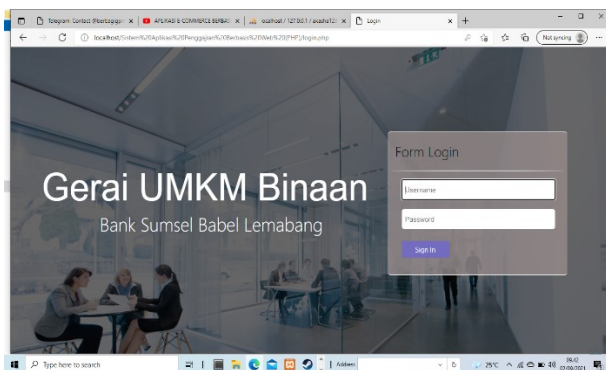 Telegram: Contact
APLIKASI E-COMMERCE BERBAS
localhost / 127.0.0.1 /
Login
localhost/Sistem%20Aplikasi%20Penggajian%20Berbasis%20Web%20(PHP)/login.php
Not syncing
Form Login
Username
Gerai UMKM Binaan
Password
Bank Sumsel Babel Lemabang
Sign In
Type here to search
Address
25°C